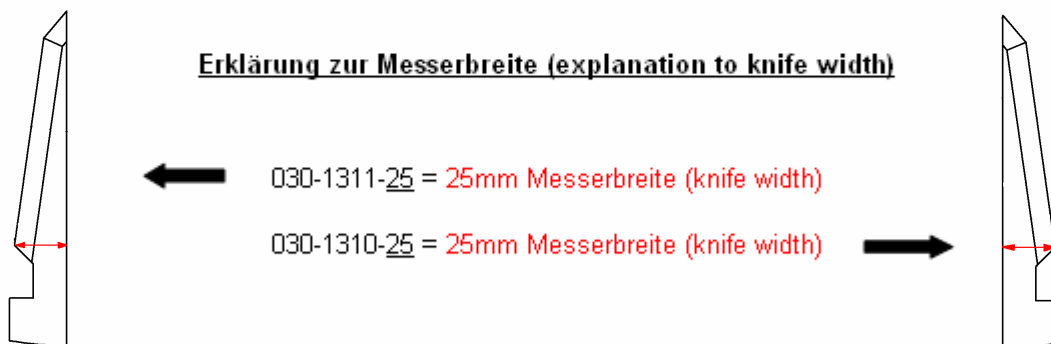 Erklärung zur Messerbreite (explanation to knife width)
030-1311-25 = 25mm Messerbreite (knife width)
030-1310-25 = 25mm Messerbreite (knife width)